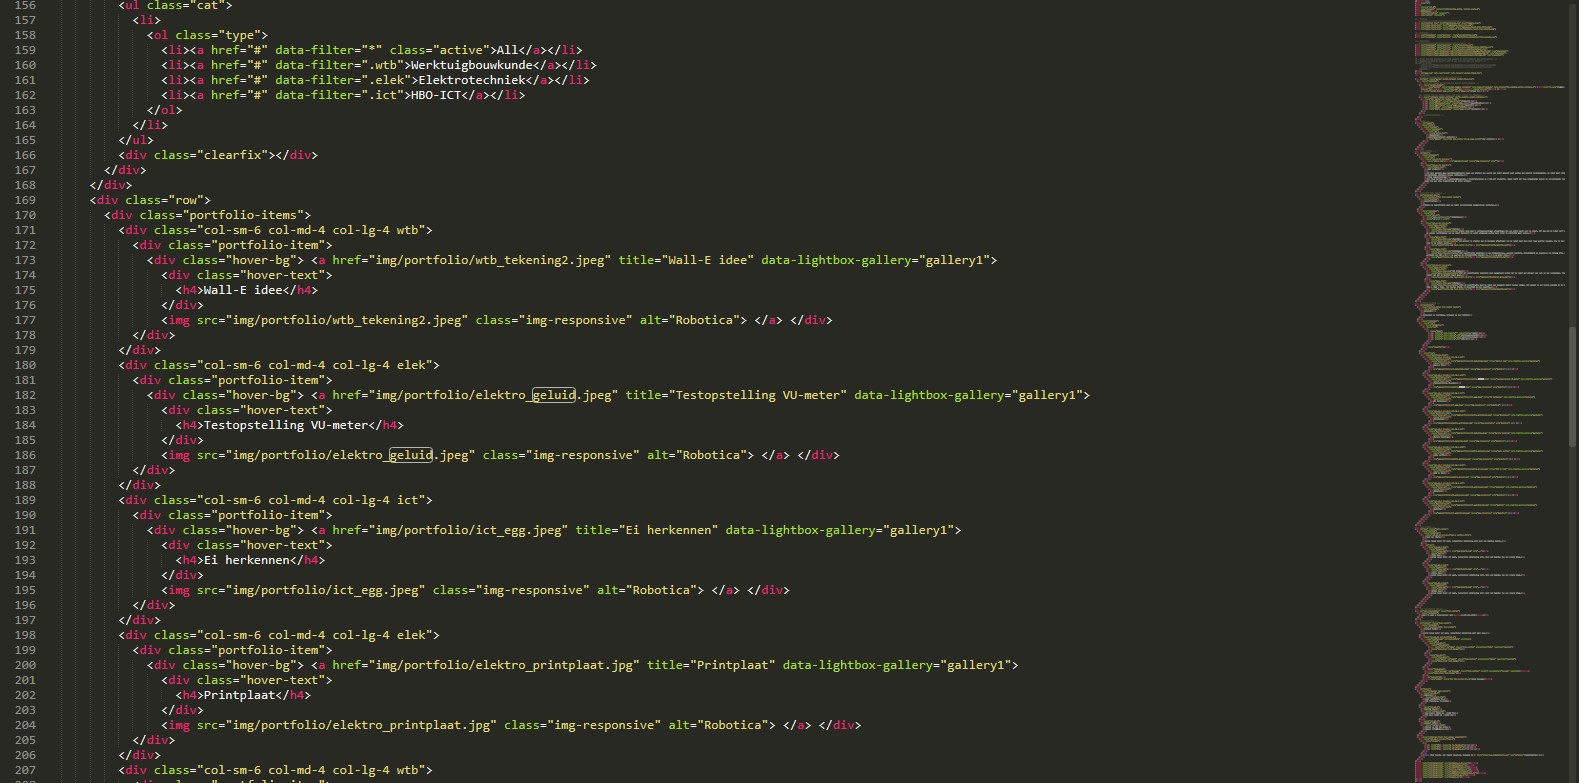 156 <ul class="cat">
157 <li>
158 <ol class="type">
159 <li><a href="#" data-filter="*" class="active">All</a></li>
160 <li><a href="#" data-filter=".wtb">Werktuigbouwkunde</a></li>
161 <li><a href="#" data-filter=".elek">Elektrotechniek</a></li>
162 <li><a href="#" data-filter=".ict">HBO-ICT</a></li>
163 </ol>
164 </li>
165 </ul>
166 <div class="clearfix"></div>
167 </div>
168 </div>
169 <div class="row">
170 <div class="portfolio-items">
171 <div class="col-sm-6 col-md-4 col-lg-4 wtb">
172 <div class="portfolio-item">
173 <div class="hover-bg"> <a href="img/portfolio/wtb_tekening2.jpeg" title="Wall-E idee" data-lightbox-gallery="gallery1">
174 <div class="hover-text">
175 <h4>Wall-E idee</h4>
176 </div>
177 <img src="img/portfolio/wtb_tekening2.jpeg" class="img-responsive" alt="Robotica"> </a> </div>
178 </div>
179 </div>
180 <div class="col-sm-6 col-md-4 col-lg-4 elek">
181 <div class="portfolio-item">
182 <div class="hover-bg"> <a href="img/portfolio/elektro_geluid.jpeg" title="Testopstelling VU-meter" data-lightbox-gallery="gallery1">
183 <div class="hover-text">
184 <h4>Testopstelling VU-meter</h4>
185 </div>
186 <img src="img/portfolio/elektro_geluid.jpeg" class="img-responsive" alt="Robotica"> </a> </div>
187 </div>
188 </div>
189 <div class="col-sm-6 col-md-4 col-lg-4 ict">
190 <div class="portfolio-item">
191 <div class="hover-bg"> <a href="img/portfolio/ict_egg.jpeg" title="Ei herkennen" data-lightbox-gallery="gallery1">
192 <div class="hover-text">
193 <h4>Ei herkennen</h4>
194 </div>
195 <img src="img/portfolio/ict_egg.jpeg" class="img-responsive" alt="Robotica"> </a> </div>
196 </div>
197 </div>
198 <div class="col-sm-6 col-md-4 col-lg-4 elek">
199 <div class="portfolio-item">
200 <div class="hover-bg"> <a href="img/portfolio/elektro_printplaat.jpg" title="Printplaat" data-lightbox-gallery="gallery1">
201 <div class="hover-text">
202 <h4>Printplaat</h4>
203 </div>
204 <img src="img/portfolio/elektro_printplaat.jpg" class="img-responsive" alt="Robotica"> </a> </div>
205 </div>
206 </div>
207 <div class="col-sm-6 col-md-4 col-lg-4 wtb">